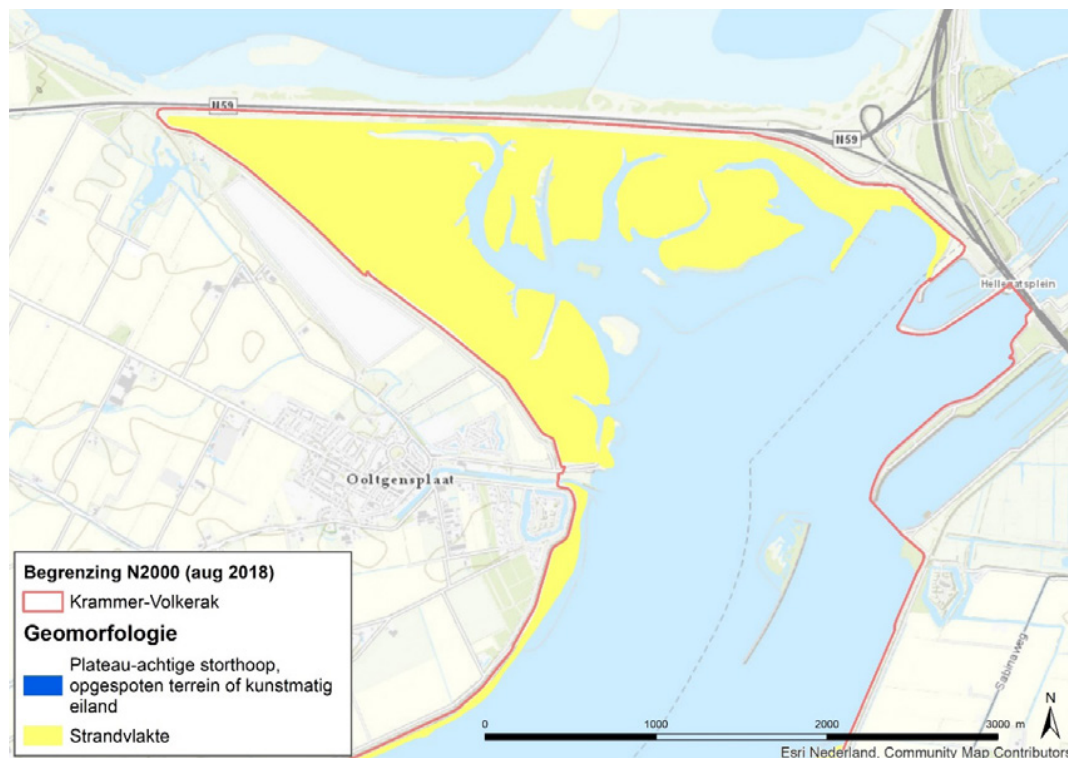 N59
N59
Hellegatsplein
Ooltgensplaat
Sabinaweg
Begrenzing N2000 (aug 2018)
Krammer-Volkerak
Geomorfologie
Plateau-achtige storthoop,
opgespoten terrein of kunstmatig
eiland
Strandvlakte
N
0 1000 2000 3000 m
Esri Nederland, Community Map Contributors